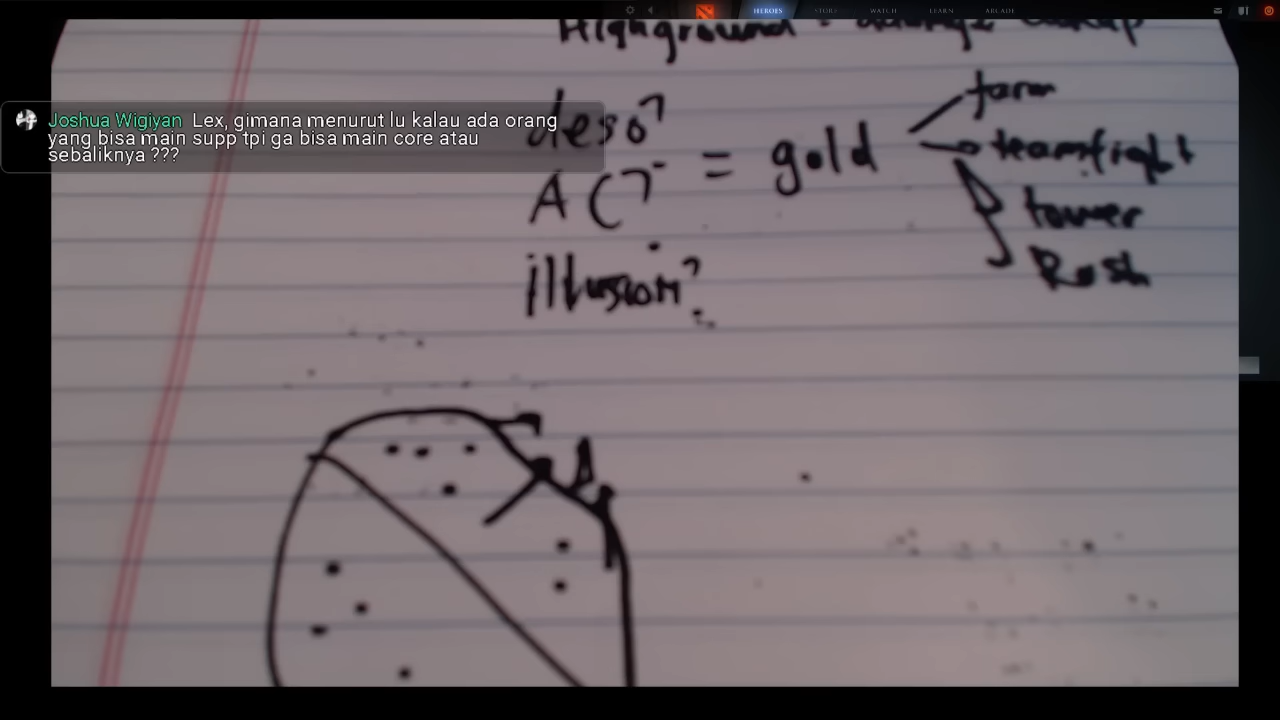 HEROES STORE WATCH LEARN ARCADE
Highground
Joshua Wigiyan Lex, gimana menurut lu kalau ada orang
yang bisa main supp tpi ga bisa main core atau
sebaliknya ???
deso?
AC? = gold
illusion?
farm
teamfight
tower
Rosh